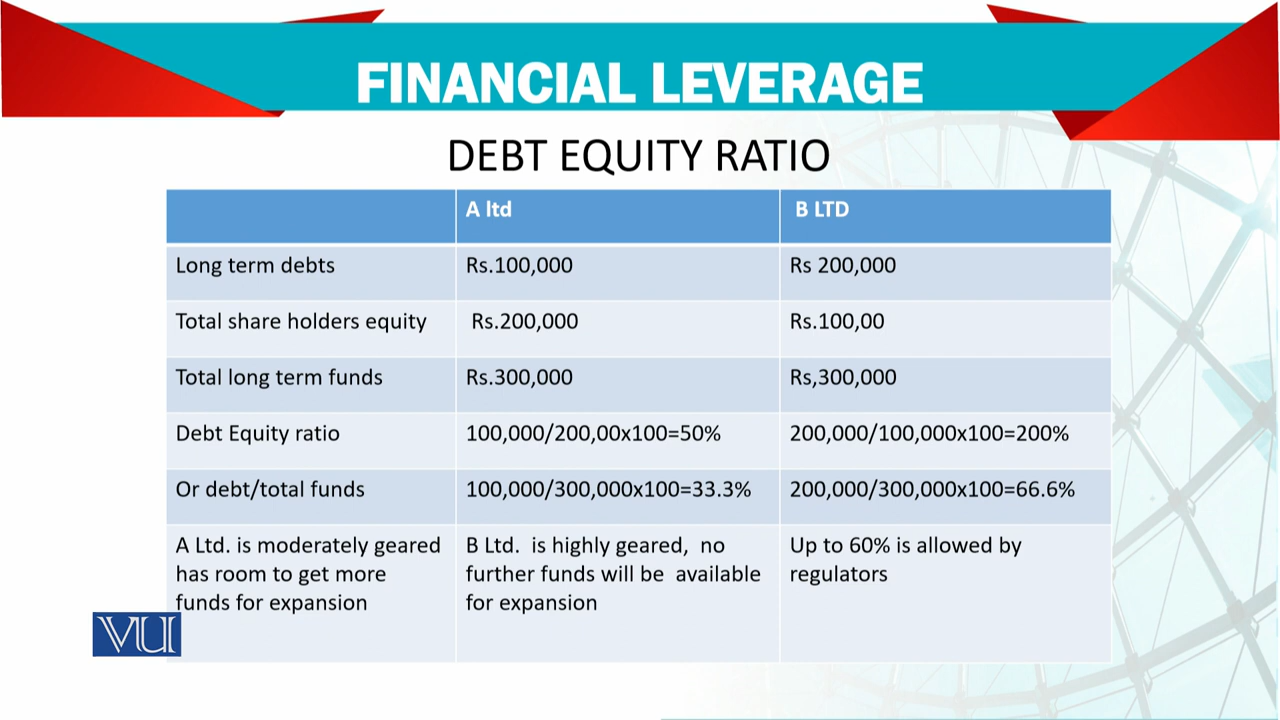 FINANCIAL LEVERAGE
DEBT EQUITY RATIO
A ltd B LTD
Long term debts Rs.100,000 Rs 200,000
Total share holders equity Rs.200,000 Rs.100,00
Total long term funds Rs.300,000 Rs,300,000
Debt Equity ratio 100,000/200,00x100=50% 200,000/100,000x100=200%
Or debt/total funds 100,000/300,000x100=33.3% 200,000/300,000x100=66.6%
A Ltd. is moderately geared
has room to get more
funds for expansion
B Ltd. is highly geared, no
further funds will be available
for expansion
Up to 60% is allowed by
regulators
VU